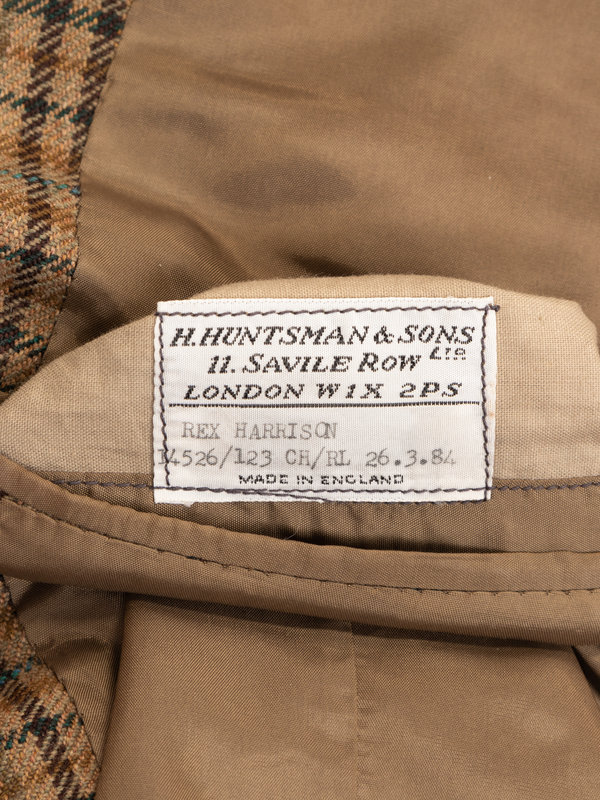 H. HUNTSMAN & SONS LTD
11. SAVILE ROW
LONDON W1X 2PS
REX HARRISON
14526/123 CH/RL 26.3.84
MADE IN ENGLAND